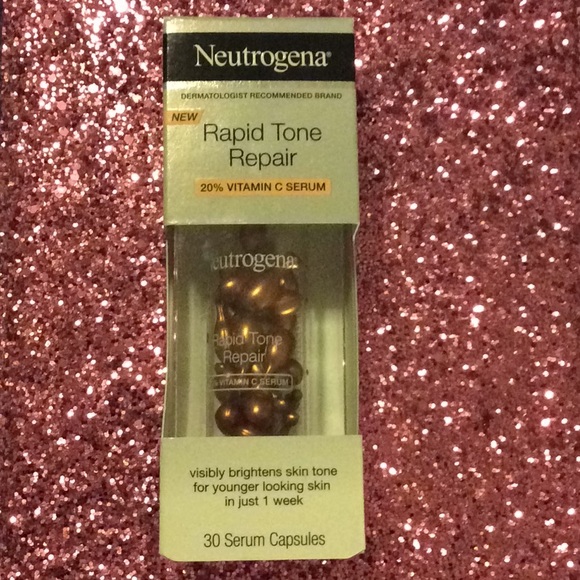 Neutrogena®
DERMATOLOGIST RECOMMENDED BRAND
NEW
Rapid Tone
Repair
20% VITAMIN C SERUM
eutrogena
Rapid Tone
Repair
% VITAMIN C SERUM
visibly brightens skin tone
for younger looking skin
in just 1 week
30 Serum Capsules